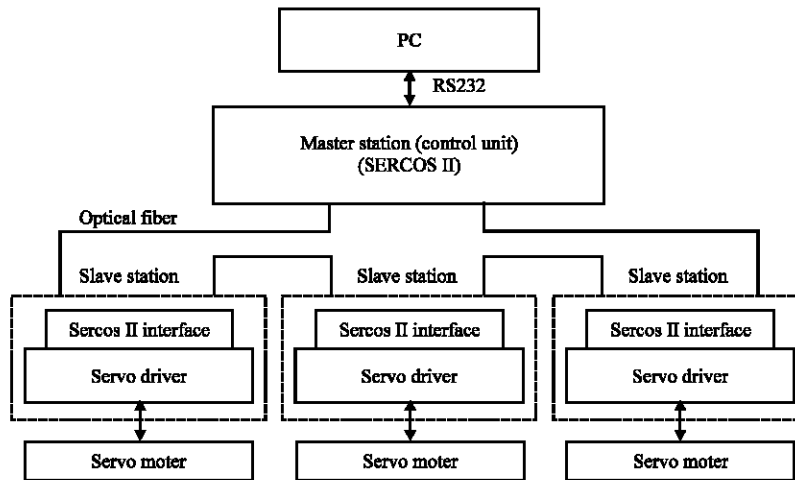 PC
RS232
Master station (control unit)
(SERCOS II)
Optical fiber
Slave station
Slave station
Slave station
Sercos II interface
Sercos II interface
Sercos II interface
Servo driver
Servo driver
Servo driver
Servo moter
Servo moter
Servo moter